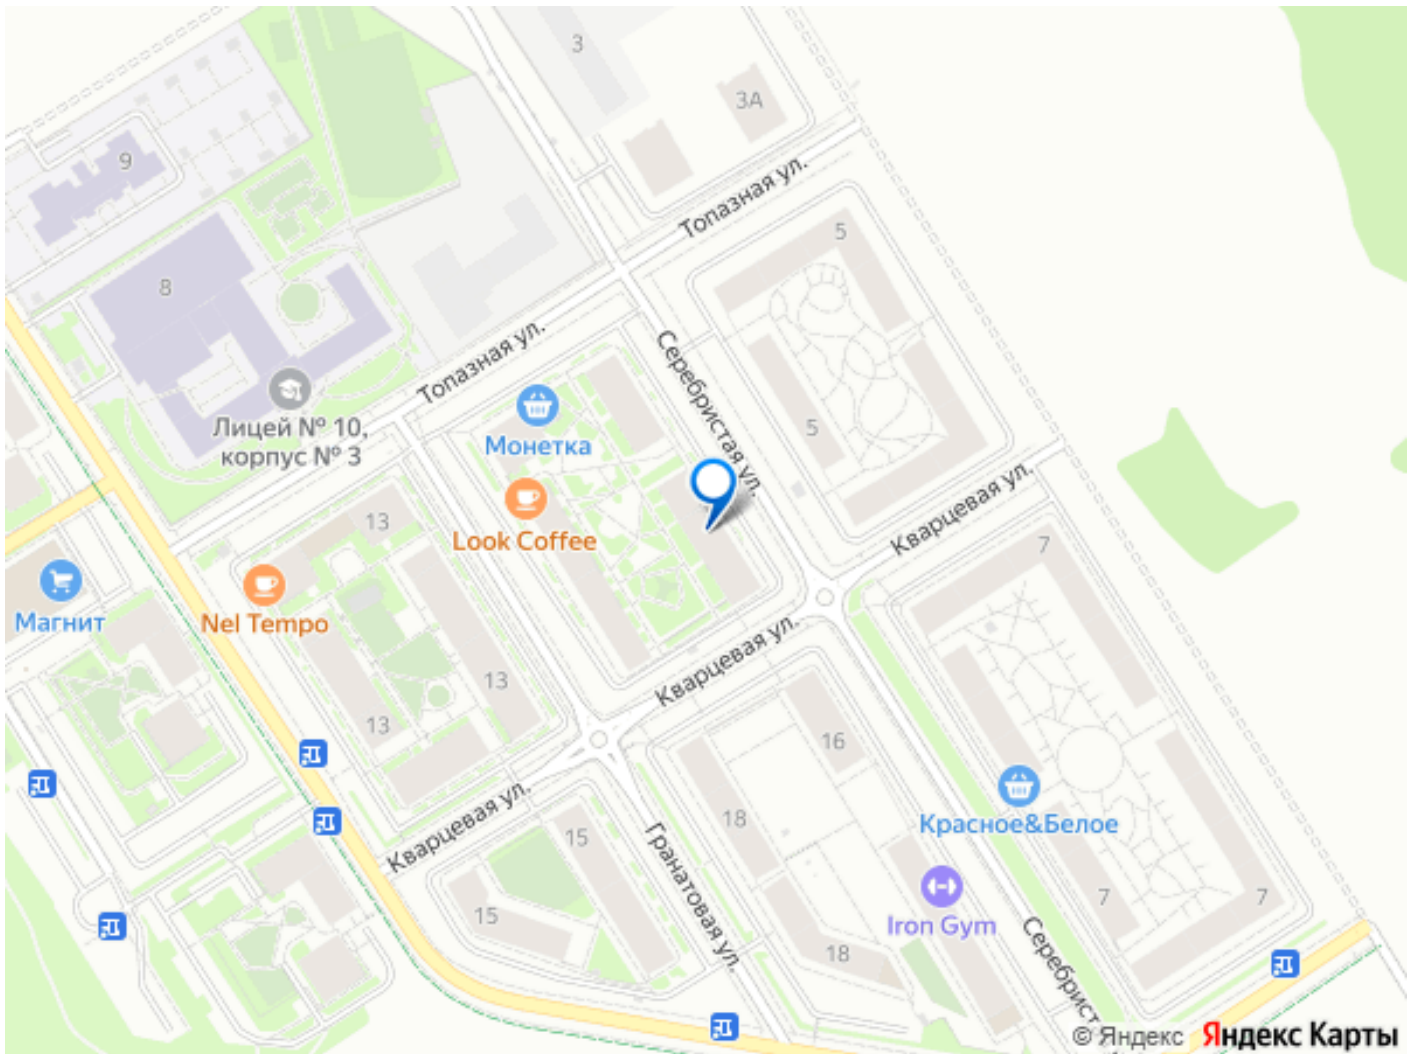 3
3А
9
Топазная ул.
5
8
Серебристая ул.
Топазная ул.
Лицей № 10,
корпус № 3
Монетка
5
Look Coffee
Кварцевая ул.
13
7
Магнит
Nel Tempo
Кварцевая ул.
13
13
16
18
Красное&Белое
Кварцевая ул.
15
Гранатовая ул.
Iron Gym
7
7
15
18
Серебрист
© Яндекс Яндекс Карты